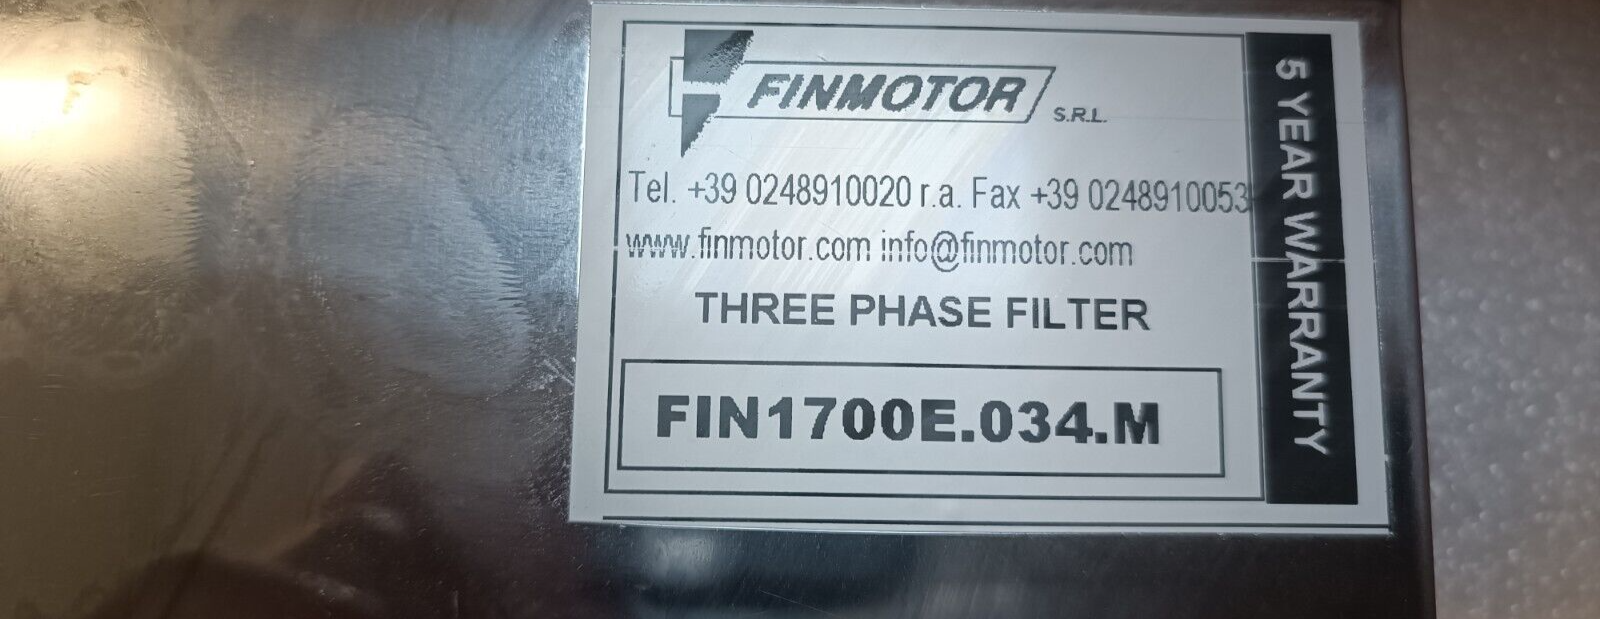 FINMOTOR S.R.L.
Tel. +39 0248910020 r.a. Fax +39 0248910053
www.finmotor.com info@finmotor.com
THREE PHASE FILTER
FIN1700E.034.M
5 YEAR WARRANTY